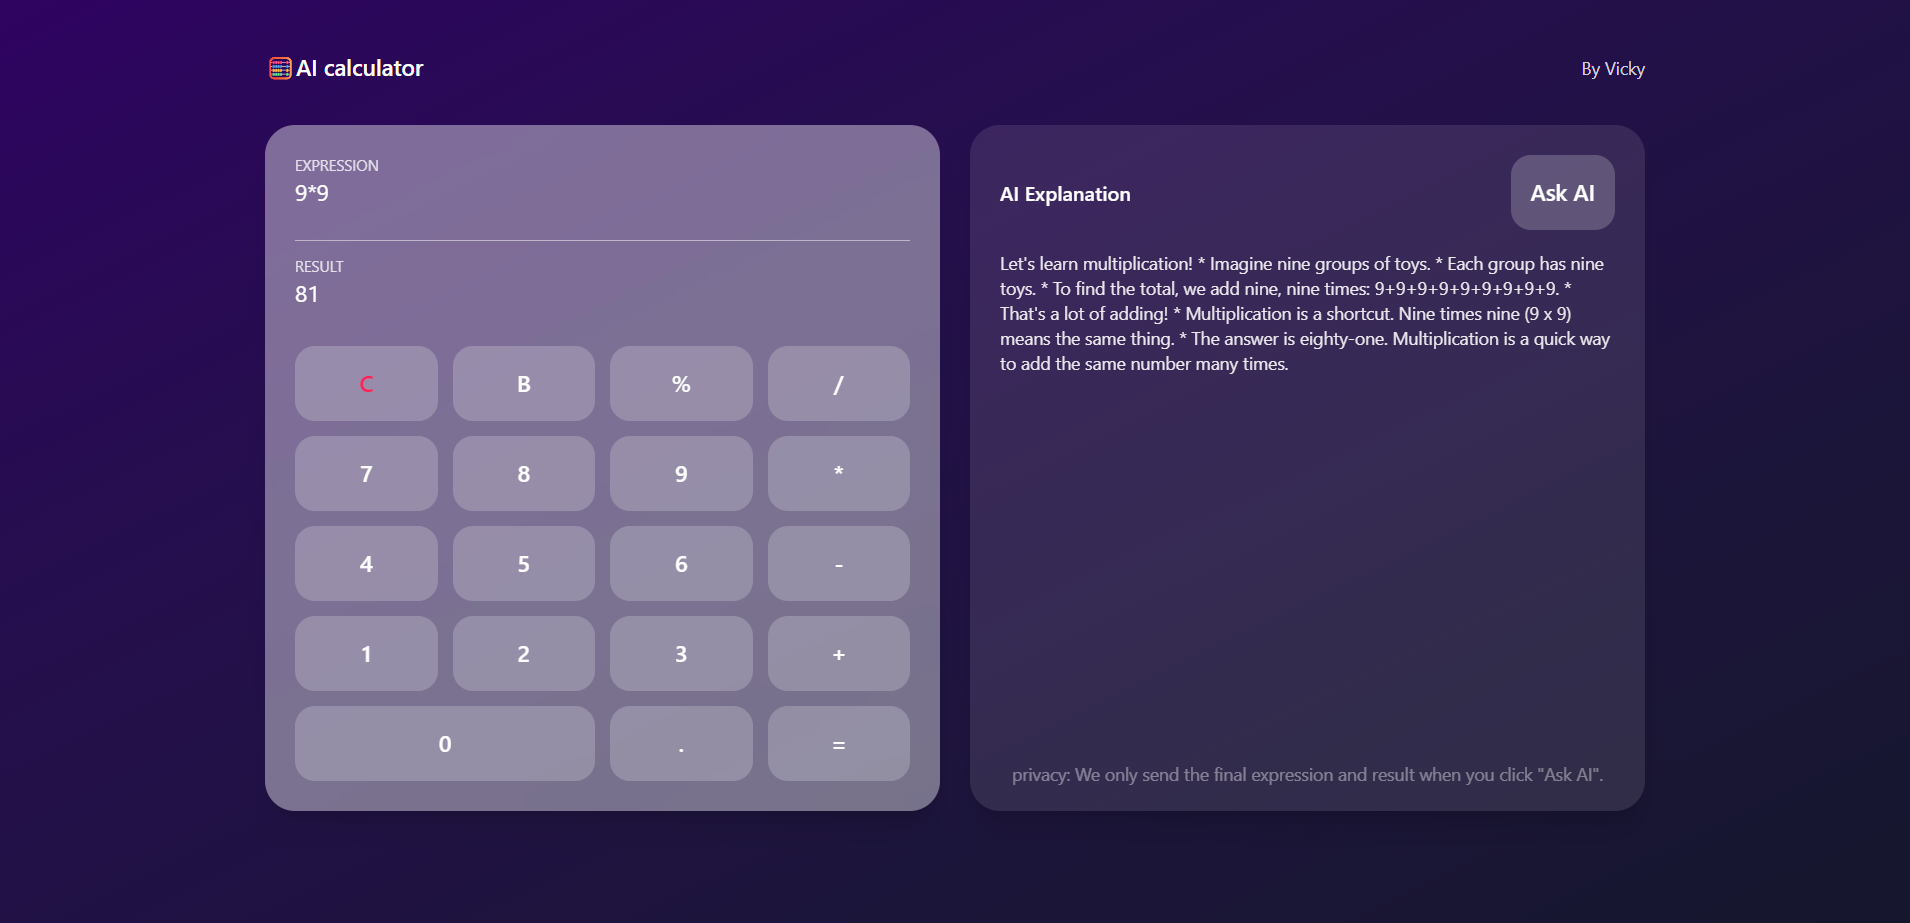 AI calculator
By Vicky
EXPRESSION
9*9
RESULT
81
C B % /
7 8 9 *
4 5 6 -
1 2 3 +
0 . =
AI Explanation
Ask AI
Let's learn multiplication! * Imagine nine groups of toys. * Each group has nine
toys. * To find the total, we add nine, nine times: 9+9+9+9+9+9+9+9+9. *
That's a lot of adding! * Multiplication is a shortcut. Nine times nine (9 x 9)
means the same thing. * The answer is eighty-one. Multiplication is a quick way
to add the same number many times.
privacy: We only send the final expression and result when you click "Ask AI".